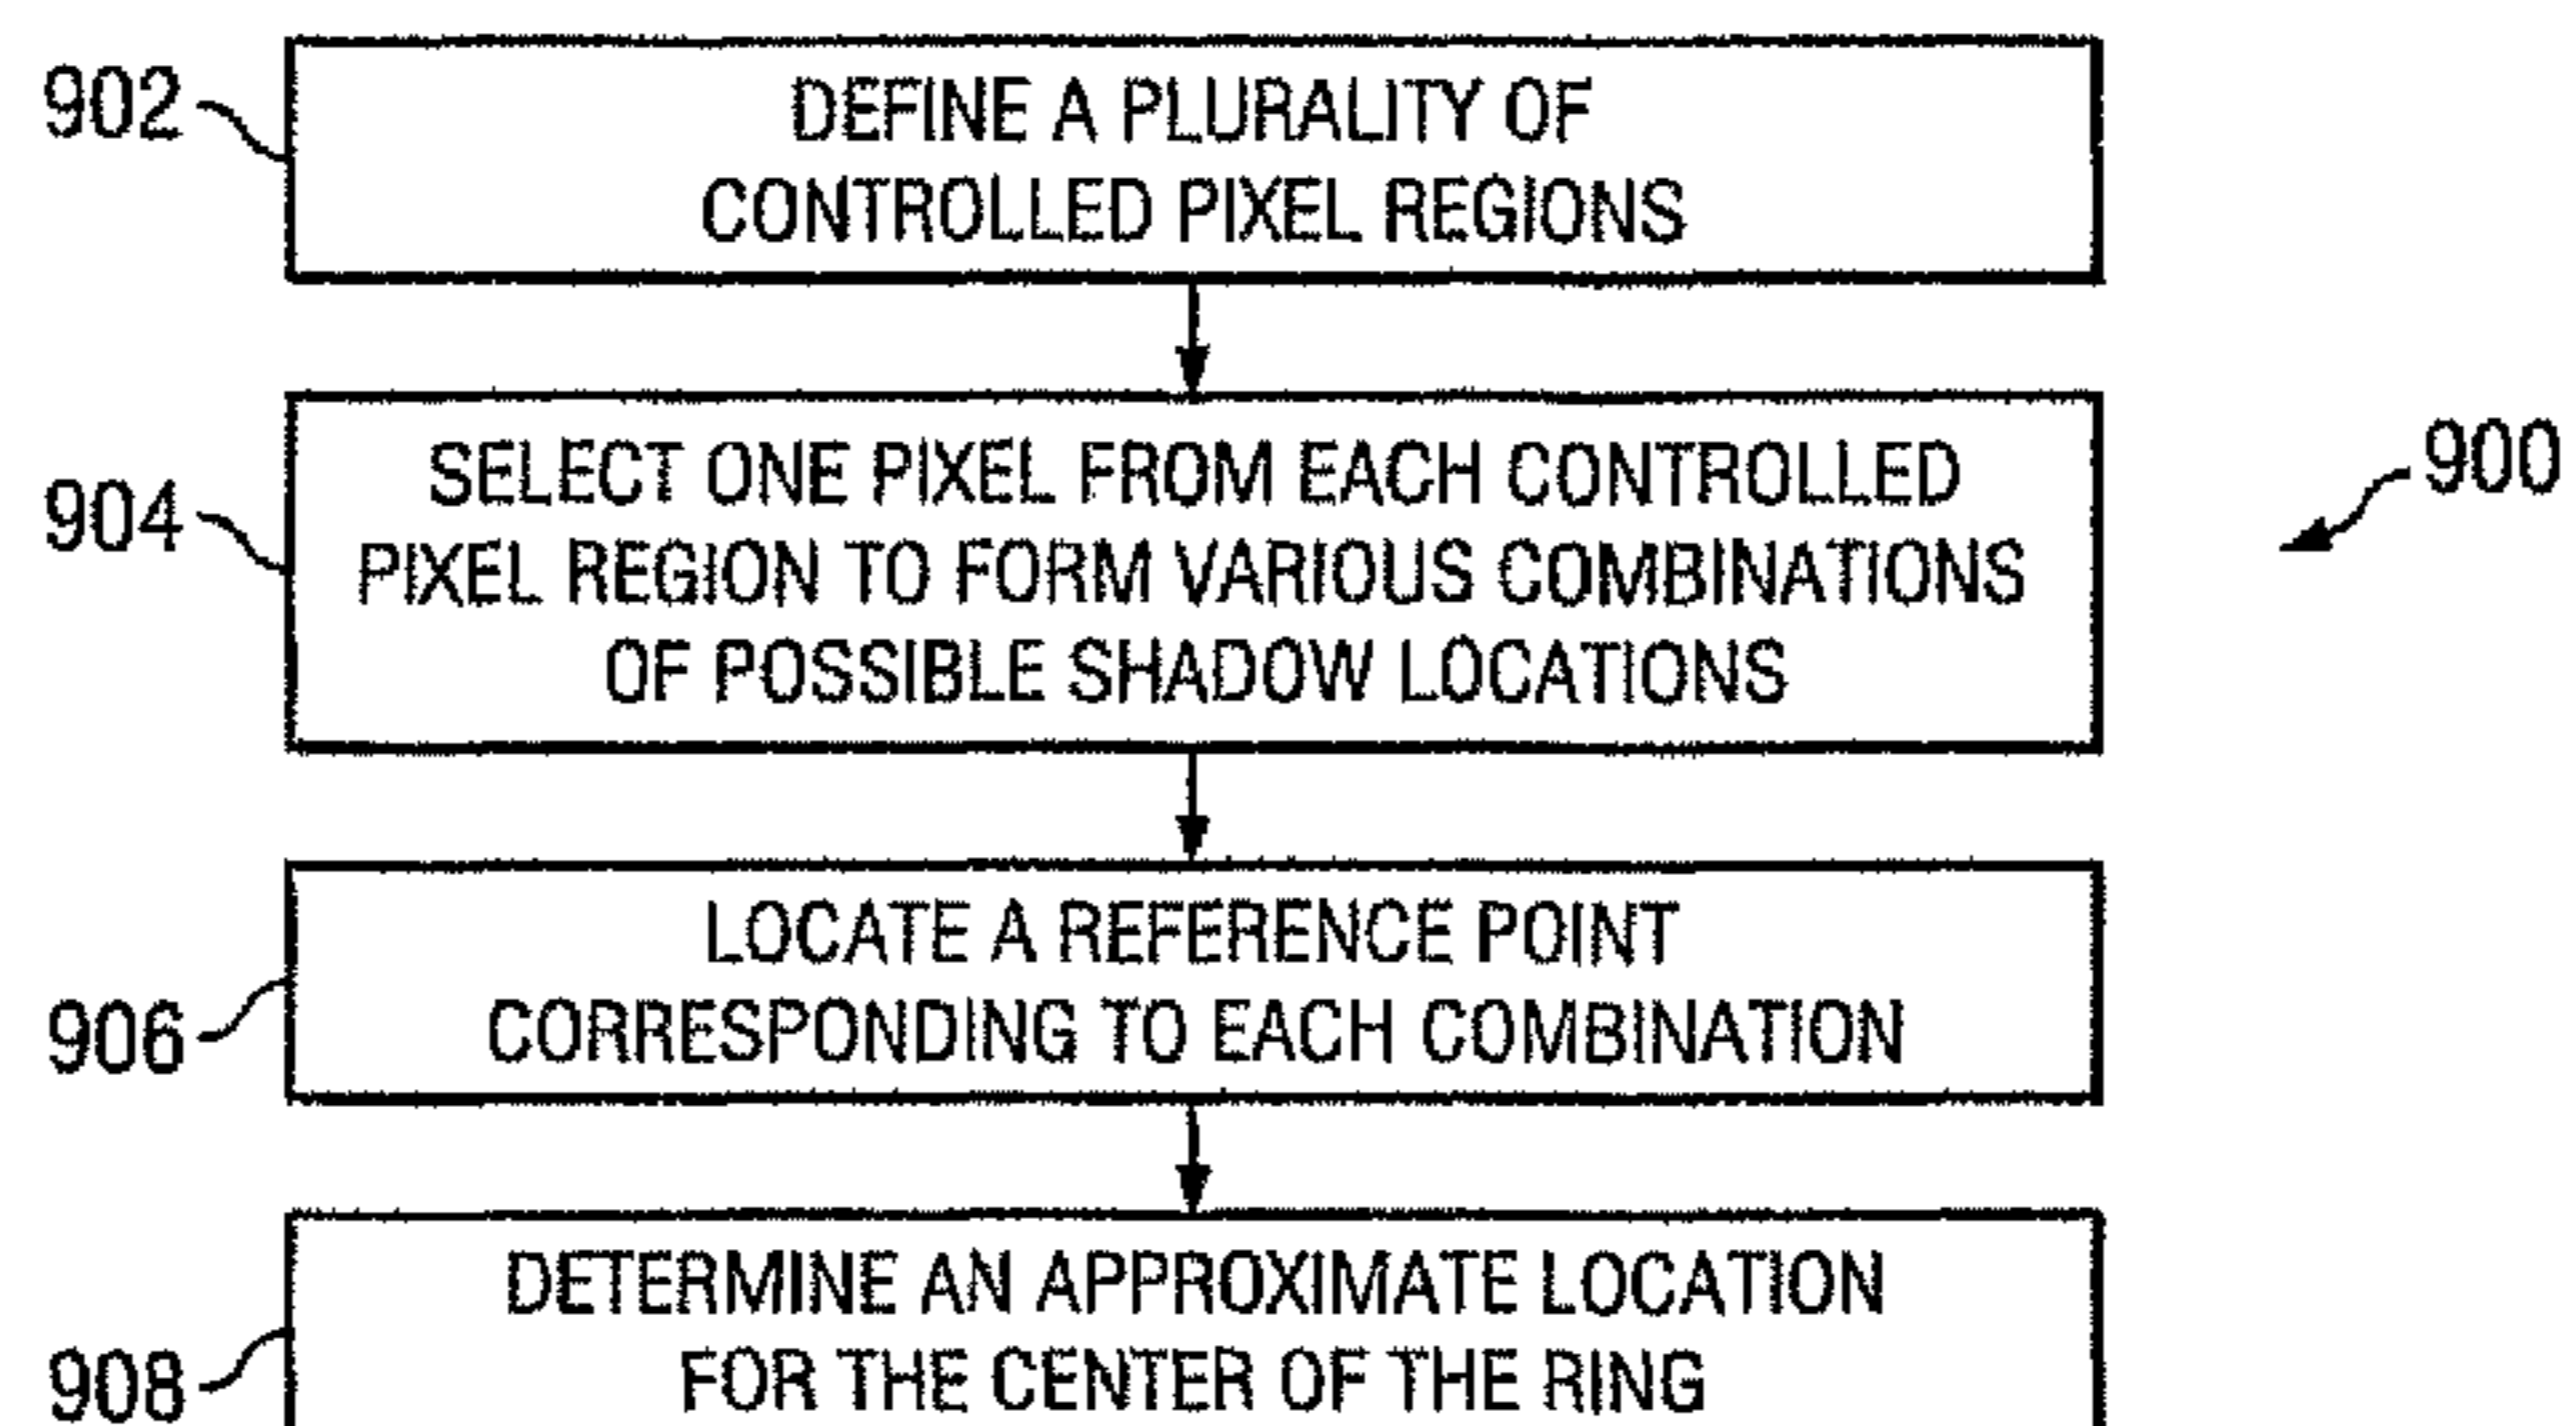 902
DEFINE A PLURALITY OF
CONTROLLED PIXEL REGIONS
904
SELECT ONE PIXEL FROM EACH CONTROLLED
PIXEL REGION TO FORM VARIOUS COMBINATIONS
OF POSSIBLE SHADOW LOCATIONS
900
906
LOCATE A REFERENCE POINT
CORRESPONDING TO EACH COMBINATION
908
DETERMINE AN APPROXIMATE LOCATION
FOR THE CENTER OF THE RING